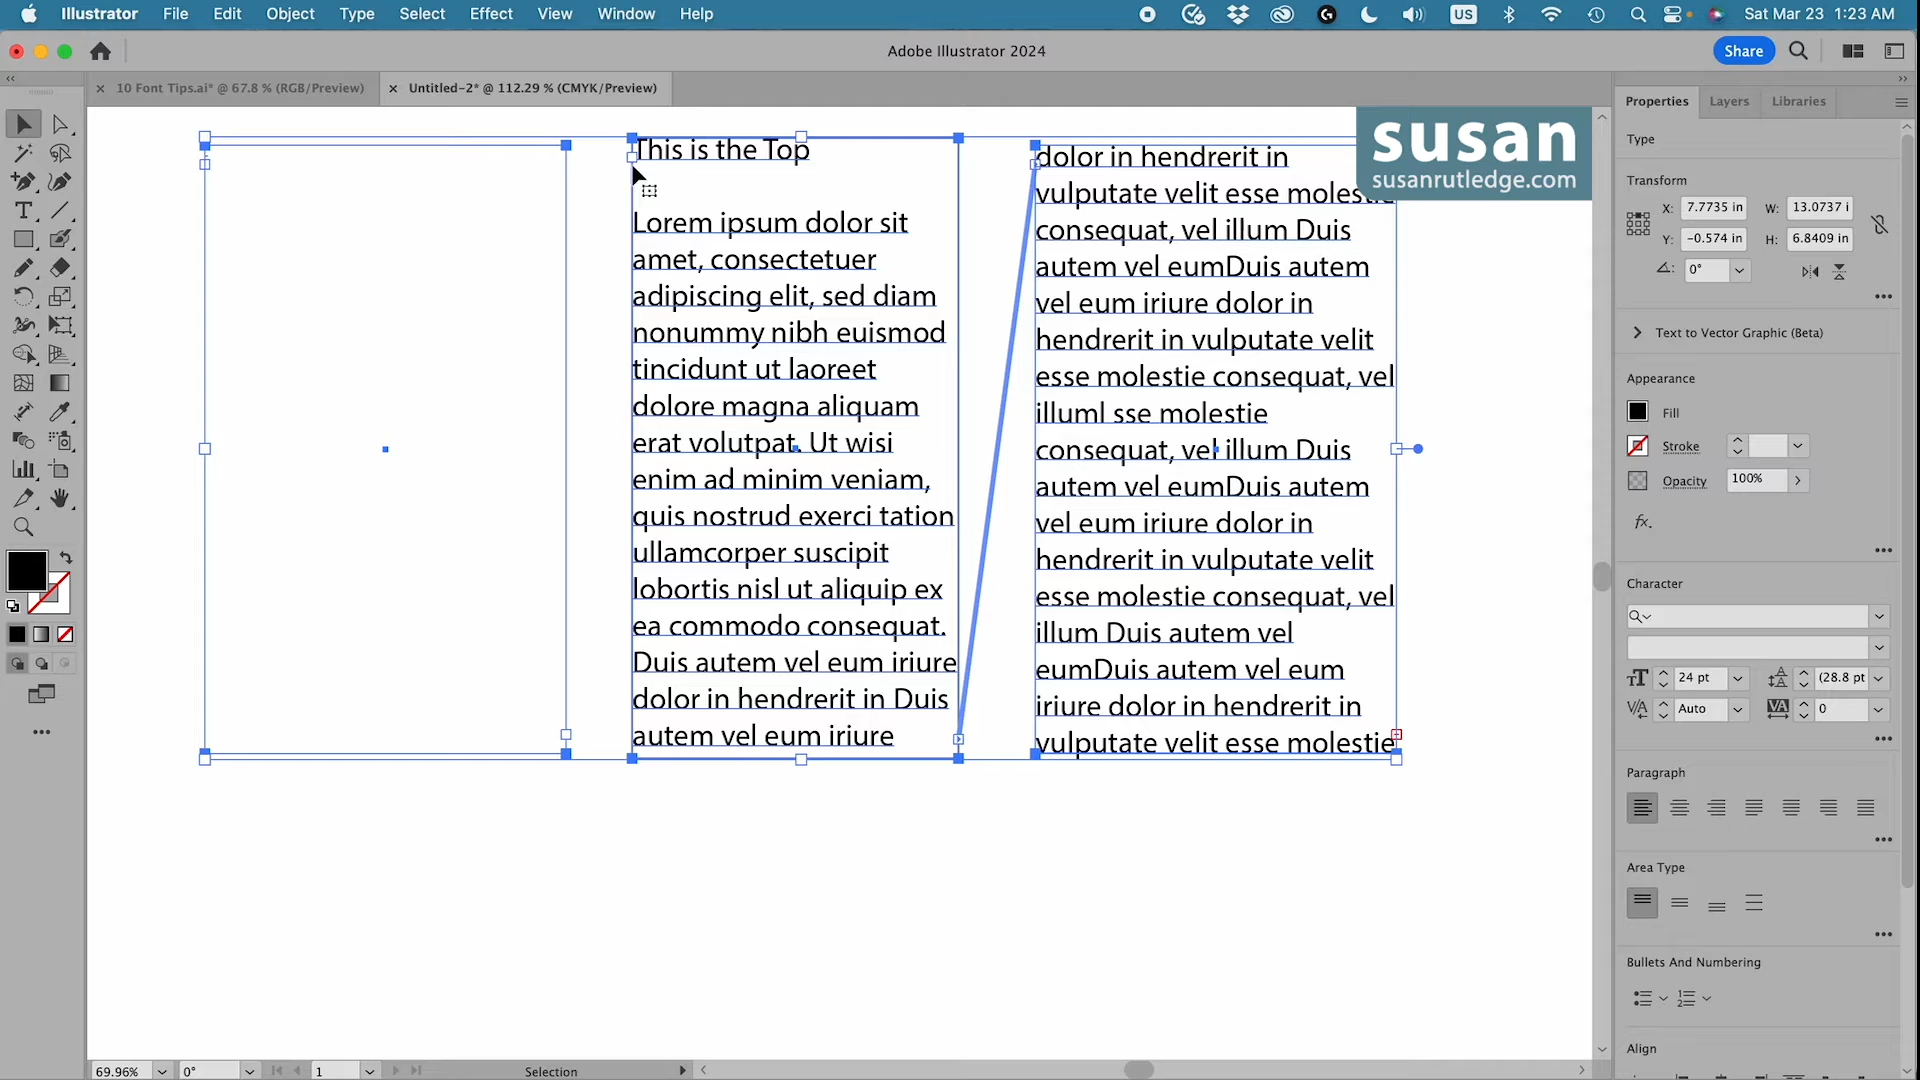 Illustrator File Edit Object Type Select Effect View Window Help
US Sat Mar 23 1:23 AM
Adobe Illustrator 2024
Share
10 Font Tips.ai* @ 67.8 % (RGB/Preview)
Untitled-2* @ 112.29 % (CMYK/Preview)
Properties Layers Libraries
susan
susanrutledge.com
This is the Top
Lorem ipsum dolor sit
amet, consectetuer
adipiscing elit, sed diam
nonummy nibh euismod
tincidunt ut laoreet
dolore magna aliquam
erat volutpat. Ut wisi
enim ad minim veniam,
quis nostrud exerci tation
ullamcorper suscipit
lobortis nisl ut aliquip ex
ea commodo consequat.
Duis autem vel eum iriure
dolor in hendrerit in Duis
autem vel eum iriure
dolor in hendrerit in
vulputate velit esse molestie
consequat, vel illum Duis
autem vel eumDuis autem
vel eum iriure dolor in
hendrerit in vulputate velit
esse molestie consequat, vel
illuml sse molestie
consequat, vel illum Duis
autem vel eumDuis autem
vel eum iriure dolor in
hendrerit in vulputate velit
esse molestie consequat, vel
illum Duis autem vel
eumDuis autem vel eum
iriure dolor in hendrerit in
vulputate velit esse molestie
Type
Transform
X: 7.7735 in W: 13.0737 i
Y: -0.574 in H: 6.8409 in
0°
Text to Vector Graphic (Beta)
Appearance
Fill
Stroke
Opacity 100%
fx.
Character
24 pt (28.8 pt
Auto 0
Paragraph
Area Type
Bullets And Numbering
Align
69.96% 0° 1 Selection